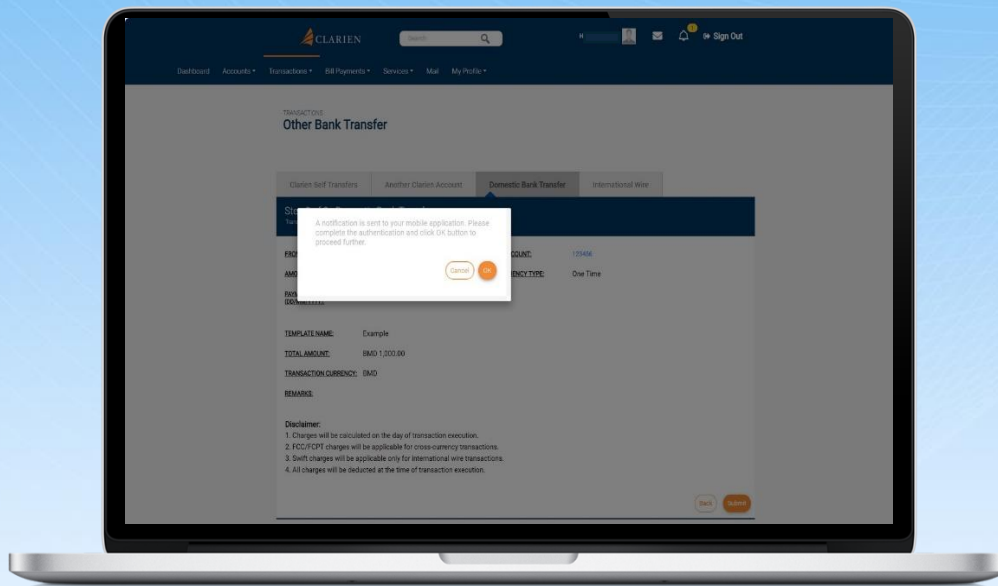 CLARIEN
Search
H
1
Sign Out
Dashboard Accounts Transactions Bill Payments Services Mail My Profile
TRANSACTIONS
Other Bank Transfer
Clarien Self Transfers Another Clarien Account Domestic Bank Transfer International Wire
A notification is sent to your mobile application. Please
complete the authentication and click OK button to
proceed further.
Cancel OK
COUNT:
ENCY TYPE: One Time
TEMPLATE NAME: Example
TOTAL AMOUNT: BMD 1,000.00
TRANSACTION CURRENCY: BMD
REMARKS:
Disclaimer:
1. Charges will be calculated on the day of transaction execution.
2. FCC/FCPT charges will be applicable for cross-currency transactions.
3. Swift charges will be applicable only for international wire transactions.
4. All charges will be deducted at the time of transaction execution.
Back Submit